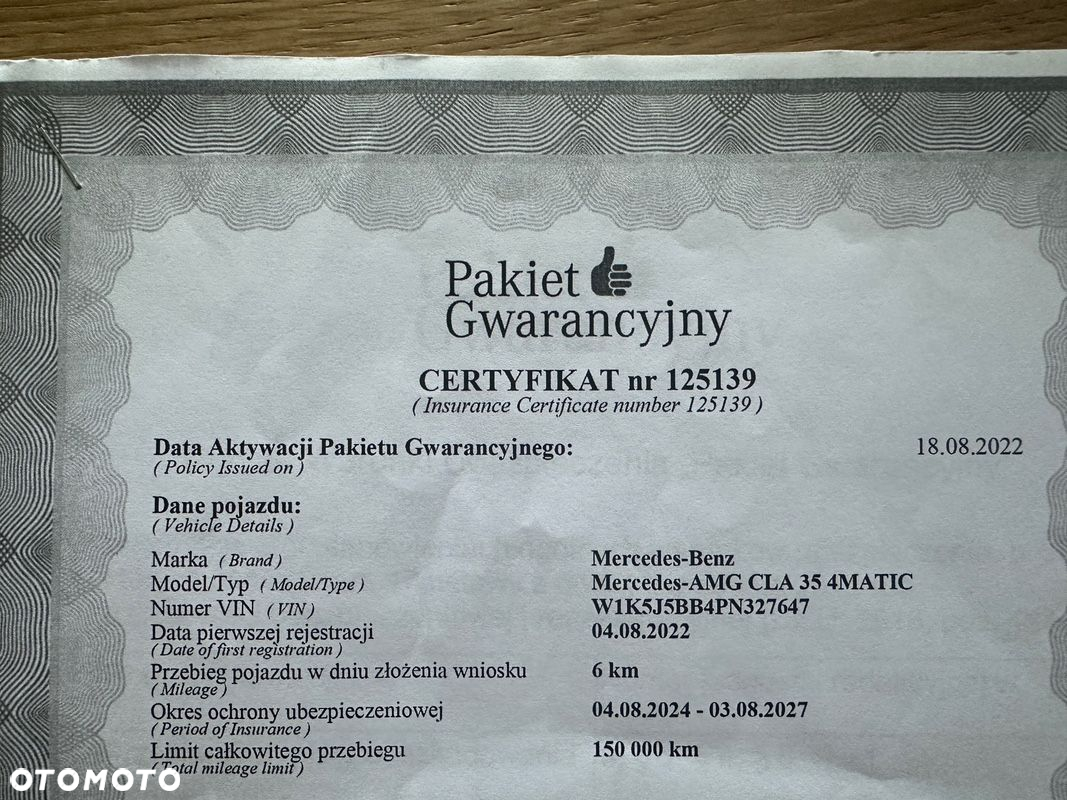 Pakiet
Gwarancyjny
CERTYFIKAT nr 125139
( Insurance Certificate number 125139 )
Data Aktywacji Pakietu Gwarancyjnego: 18.08.2022
( Policy Issued on )
Dane pojazdu:
( Vehicle Details )
Marka ( Brand ) Mercedes-Benz
Model/Typ ( Model/Type ) Mercedes-AMG CLA 35 4MATIC
Numer VIN ( VIN ) W1K5J5BB4PN327647
Data pierwszej rejestracji 04.08.2022
( Date of first registration )
Przebieg pojazdu w dniu złożenia wniosku 6 km
( Mileage )
Okres ochrony ubezpieczeniowej 04.08.2024 - 03.08.2027
( Period of Insurance )
Limit całkowitego przebiegu 150 000 km
( Total mileage limit )
OTOMOTO